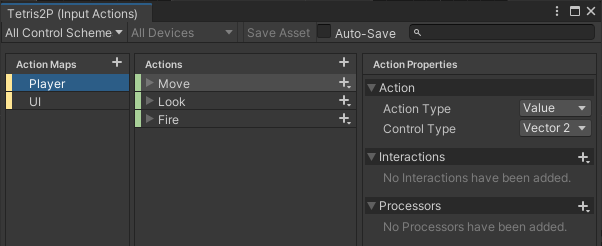 Tetris2P (Input Actions)
All Control Scheme All Devices Save Asset Auto-Save
Action Maps + Actions + Action Properties
Player Move Action
UI Look Action Type Value
Fire Control Type Vector 2
Interactions
No Interactions have been added.
Processors
No Processors have been added.